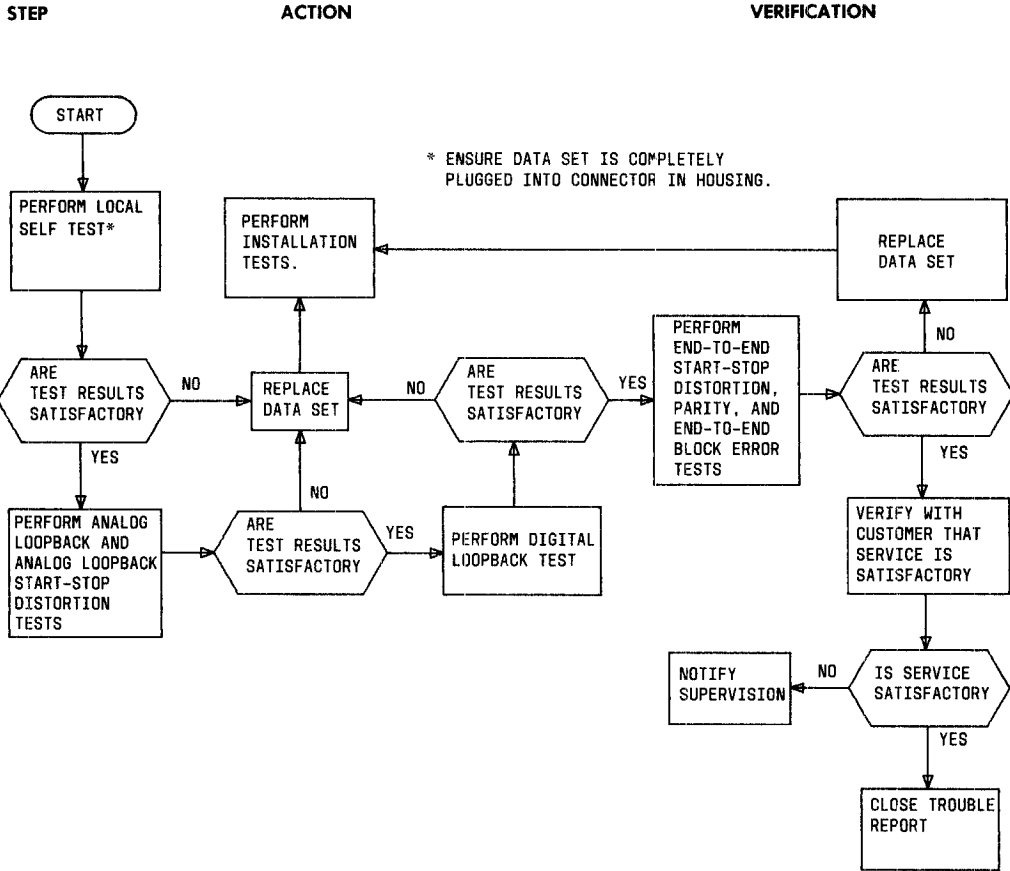 STEP
ACTION
VERIFICATION
START
* ENSURE DATA SET IS COMPLETELY
PLUGGED INTO CONNECTOR IN HOUSING.
PERFORM LOCAL
SELF TEST*
PERFORM
INSTALLATION
TESTS.
REPLACE
DATA SET
ARE
TEST RESULTS
SATISFACTORY
NO
REPLACE
DATA SET
NO
ARE
TEST RESULTS
SATISFACTORY
YES
PERFORM
END-TO-END
START-STOP
DISTORTION,
PARITY, AND
END-TO-END
BLOCK ERROR
TESTS
NO
ARE
TEST RESULTS
SATISFACTORY
YES
YES
PERFORM ANALOG
LOOPBACK AND
ANALOG LOOPBACK
START-STOP
DISTORTION
TESTS
NO
ARE
TEST RESULTS
SATISFACTORY
YES
PERFORM DIGITAL
LOOPBACK TEST
VERIFY WITH
CUSTOMER THAT
SERVICE IS
SATISFACTORY
NOTIFY
SUPERVISION
NO
IS SERVICE
SATISFACTORY
YES
CLOSE TROUBLE
REPORT